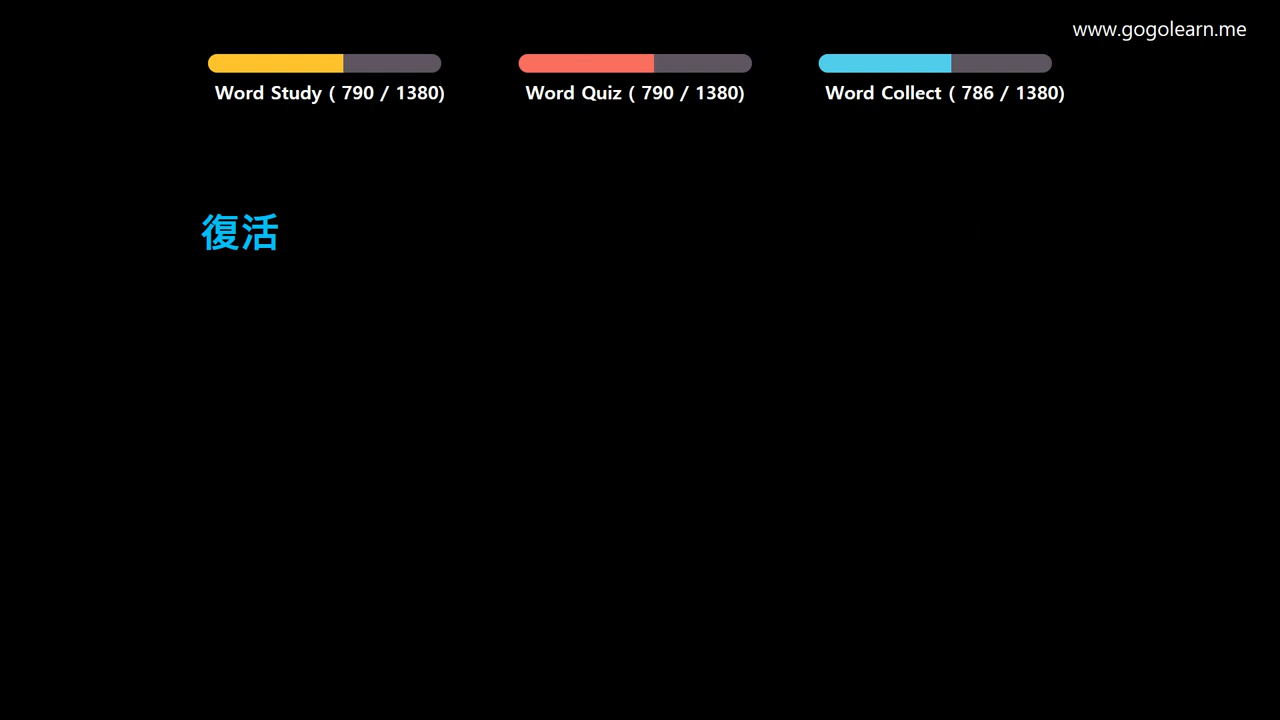 www.gogolearn.me
Word Study ( 790 / 1380)
Word Quiz ( 790 / 1380)
Word Collect ( 786 / 1380)
復活